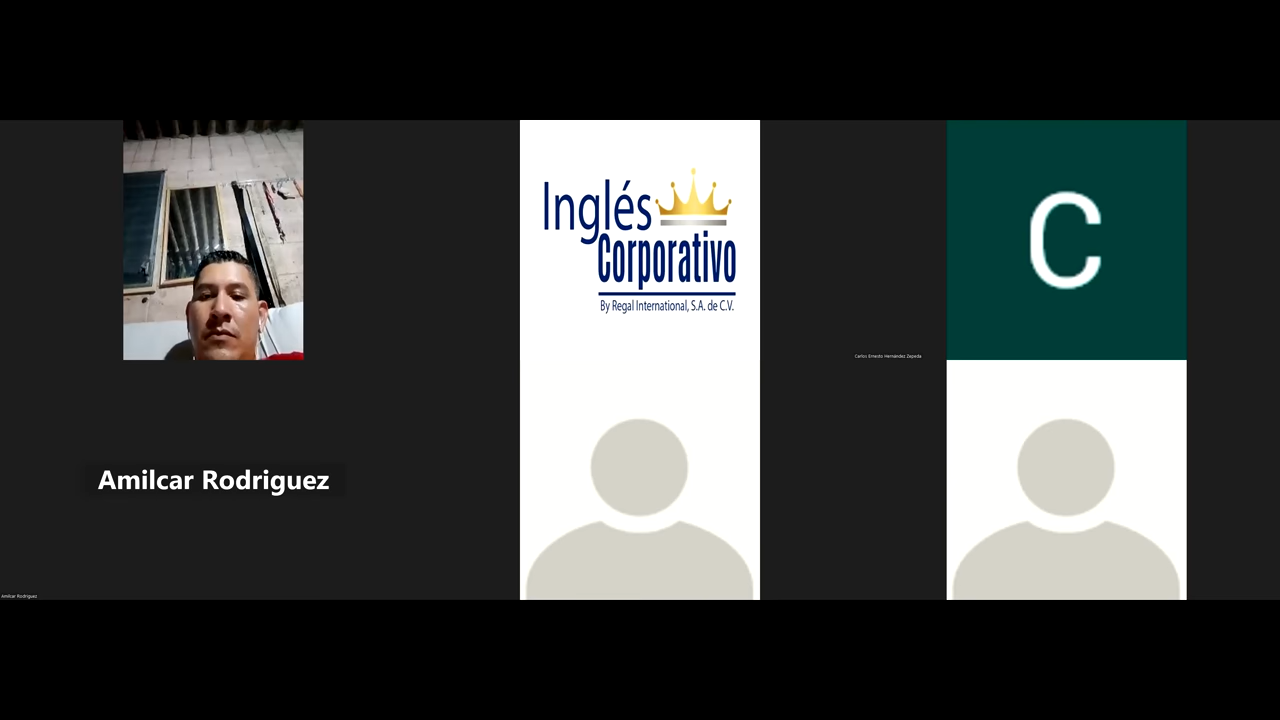 Inglés
Corporativo
By Regal International, S.A. de C.V.
C
Carlos Ernesto Hernández Zepeda
Amilcar Rodriguez
Amilcar Rodriguez